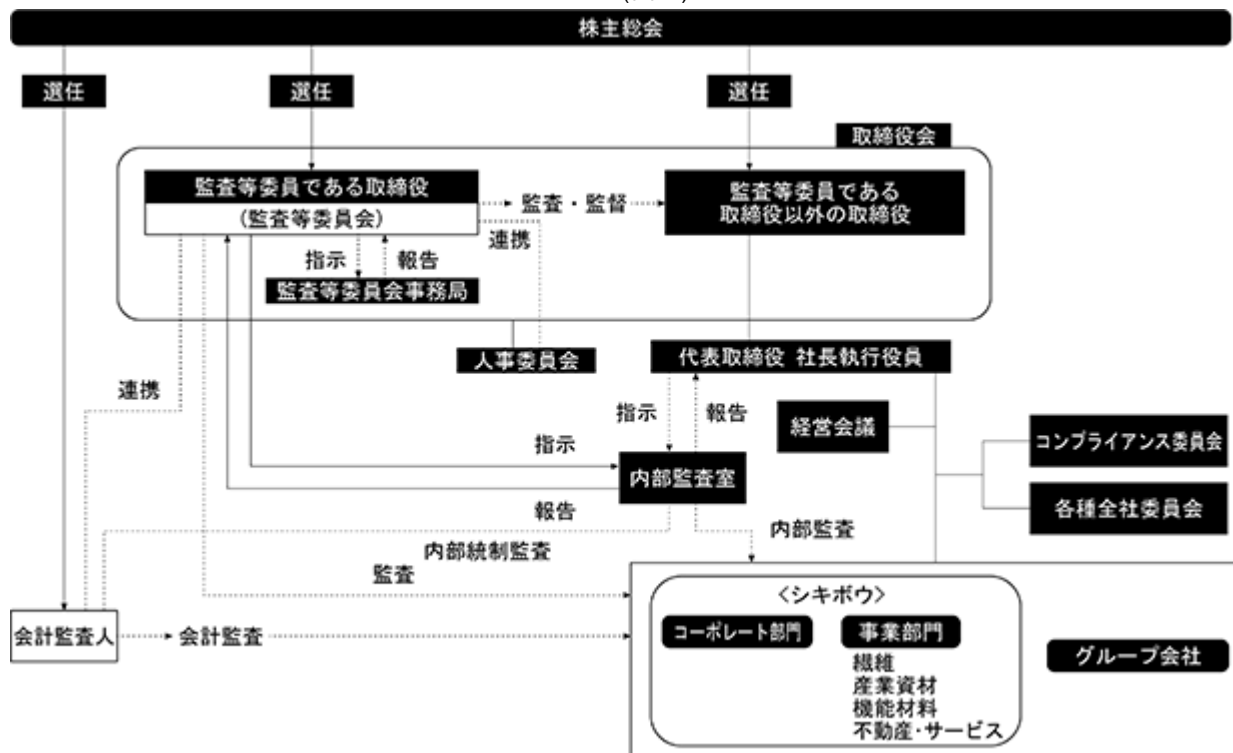 株主総会
選任
選任
選任
取締役会
監査等委員である取締役
(監査等委員会)
監査・監督
監査等委員である
取締役以外の取締役
連携
指示
報告
監査等委員会事務局
人事委員会
代表取締役 社長執行役員
連携
指示
報告
経営会議
コンプライアンス委員会
指示
内部監査室
各種全社委員会
報告
内部監査
内部統制監査
監査
〈シキボウ〉
会計監査人
会計監査
コーポレート部門
事業部門
グループ会社
繊維
産業資材
機能材料
不動産・サービス